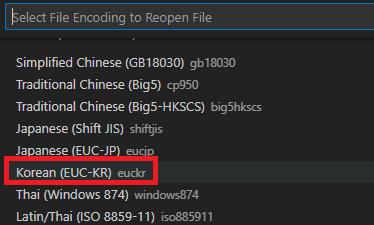 Select File Encoding to Reopen File
Simplified Chinese (GB18030) gb18030
Traditional Chinese (Big5) cp950
Traditional Chinese (Big5-HKSCS) big5hkscs
Japanese (Shift JIS) shiftjis
Japanese (EUC-JP) eucjp
Korean (EUC-KR) euckr
Thai (Windows 874) windows874
Latin/Thai (ISO 8859-11) iso885911